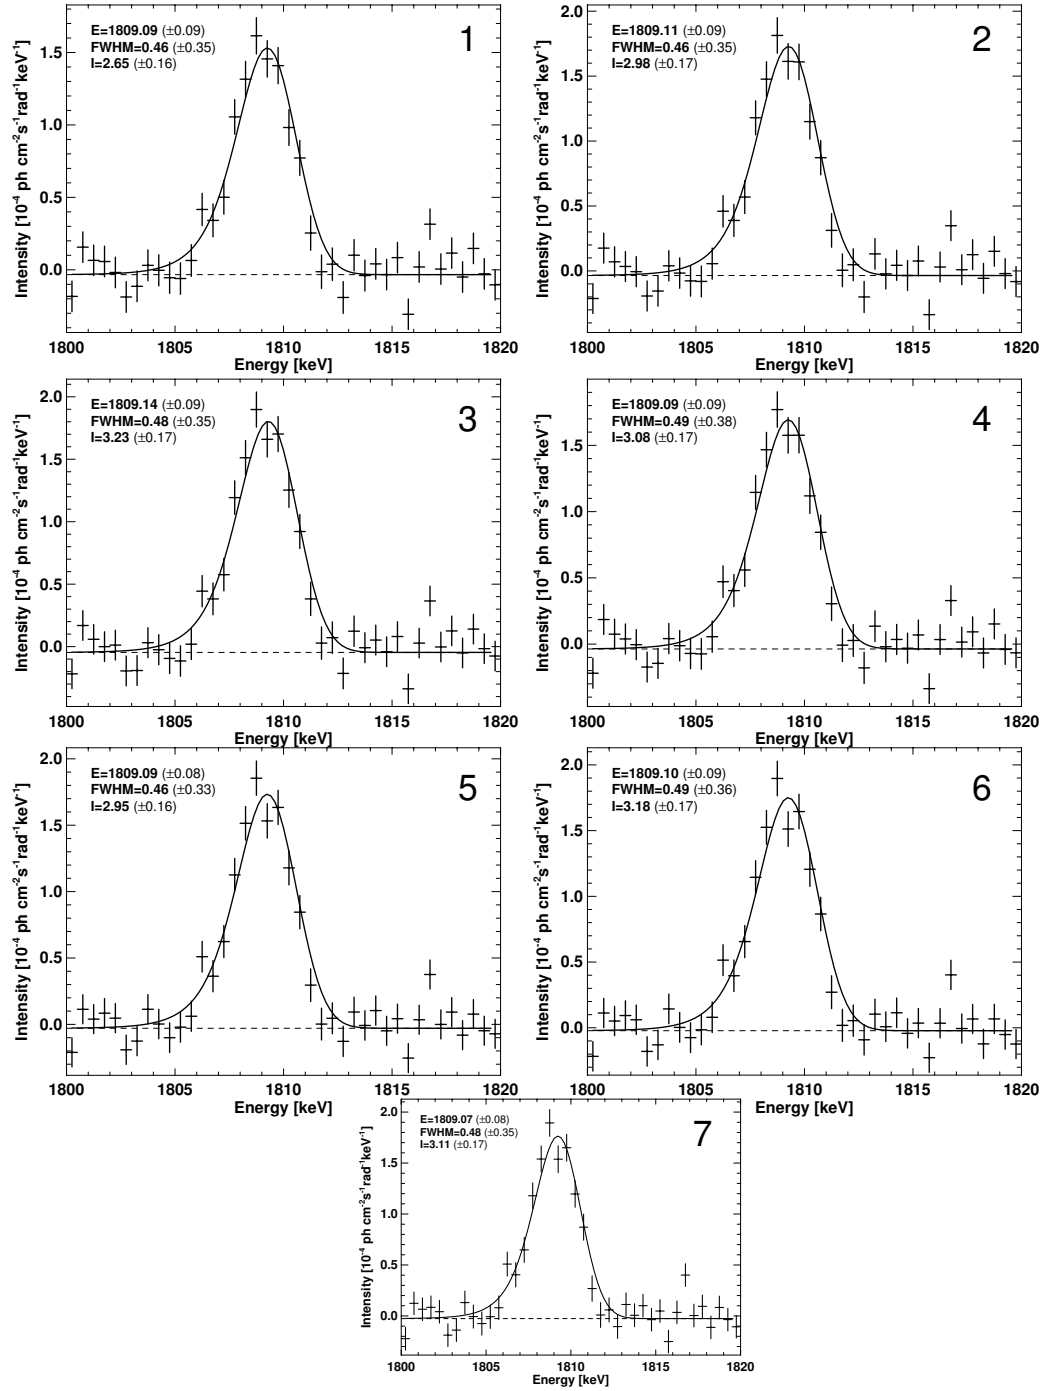 E=1809.09 (±0.09)
FWHM=0.46 (±0.35)
I=2.65 (±0.16)
1
Intensity [10⁻⁴ ph cm⁻²s⁻¹rad⁻¹keV⁻¹]
1.5
1.0
0.5
0.0
1800 1805 1810 1815 1820
Energy [keV]
E=1809.11 (±0.09)
FWHM=0.46 (±0.35)
I=2.98 (±0.17)
2
Intensity [10⁻⁴ ph cm⁻²s⁻¹rad⁻¹keV⁻¹]
2.0
1.5
1.0
0.5
0.0
1800 1805 1810 1815 1820
Energy [keV]
E=1809.14 (±0.09)
FWHM=0.48 (±0.35)
I=3.23 (±0.17)
3
Intensity [10⁻⁴ ph cm⁻²s⁻¹rad⁻¹keV⁻¹]
2.0
1.5
1.0
0.5
0.0
1800 1805 1810 1815 1820
Energy [keV]
E=1809.09 (±0.09)
FWHM=0.49 (±0.38)
I=3.08 (±0.17)
4
Intensity [10⁻⁴ ph cm⁻²s⁻¹rad⁻¹keV⁻¹]
1.5
1.0
0.5
0.0
1800 1805 1810 1815 1820
Energy [keV]
E=1809.09 (±0.08)
FWHM=0.46 (±0.33)
I=2.95 (±0.16)
5
Intensity [10⁻⁴ ph cm⁻²s⁻¹rad⁻¹keV⁻¹]
2.0
1.5
1.0
0.5
0.0
1800 1805 1810 1815 1820
Energy [keV]
E=1809.10 (±0.09)
FWHM=0.49 (±0.36)
I=3.18 (±0.17)
6
Intensity [10⁻⁴ ph cm⁻²s⁻¹rad⁻¹keV⁻¹]
2.0
1.5
1.0
0.5
0.0
1800 1805 1810 1815 1820
Energy [keV]
E=1809.07 (±0.08)
FWHM=0.48 (±0.35)
I=3.11 (±0.17)
7
Intensity [10⁻⁴ ph cm⁻²s⁻¹rad⁻¹keV⁻¹]
2.0
1.5
1.0
0.5
0.0
1800 1805 1810 1815 1820
Energy [keV]